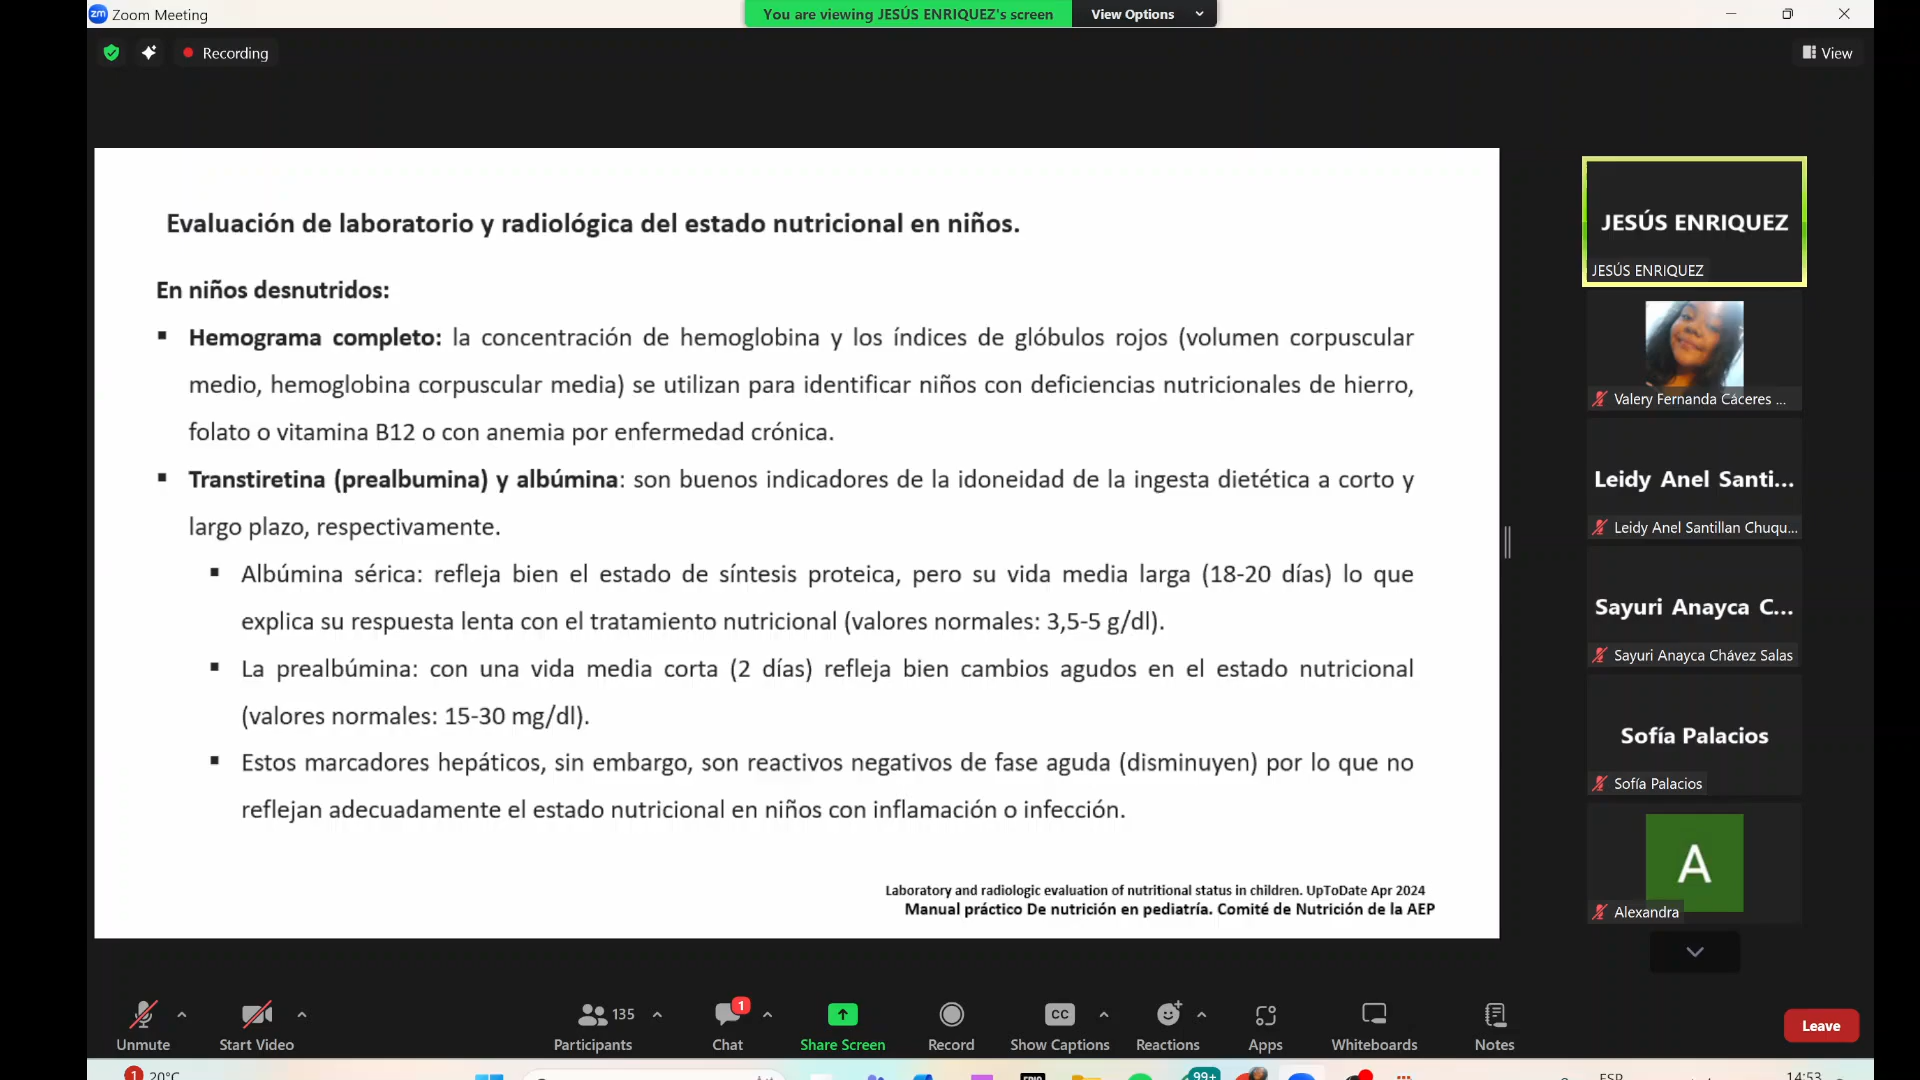 Zoom Meeting
You are viewing JESÚS ENRIQUEZ's screen
View Options
Recording
View
Evaluación de laboratorio y radiológica del estado nutricional en niños.
En niños desnutridos:
Hemograma completo: la concentración de hemoglobina y los índices de glóbulos rojos (volumen corpuscular
medio, hemoglobina corpuscular media) se utilizan para identificar niños con deficiencias nutricionales de hierro,
folato o vitamina B12 o con anemia por enfermedad crónica.
Transtiretina (prealbumina) y albúmina: son buenos indicadores de la idoneidad de la ingesta dietética a corto y
largo plazo, respectivamente.
Albúmina sérica: refleja bien el estado de síntesis proteica, pero su vida media larga (18-20 días) lo que
explica su respuesta lenta con el tratamiento nutricional (valores normales: 3,5-5 g/dl).
La prealbúmina: con una vida media corta (2 días) refleja bien cambios agudos en el estado nutricional
(valores normales: 15-30 mg/dl).
Estos marcadores hepáticos, sin embargo, son reactivos negativos de fase aguda (disminuyen) por lo que no
reflejan adecuadamente el estado nutricional en niños con inflamación o infección.
Laboratory and radiologic evaluation of nutritional status in children. UpToDate Apr 2024
Manual práctico De nutrición en pediatría. Comité de Nutrición de la AEP
JESÚS ENRIQUEZ
JESÚS ENRIQUEZ
Valery Fernanda Cáceres ...
Leidy Anel Santi...
Leidy Anel Santillan Chuqu...
Sayuri Anayca C...
Sayuri Anayca Chávez Salas
Sofía Palacios
Sofía Palacios
A
Alexandra
Unmute
Start Video
135
Participants
1
Chat
Share Screen
Record
CC
Show Captions
Reactions
Apps
Whiteboards
Notes
Leave
1
20°C
99+
ESP
14:53